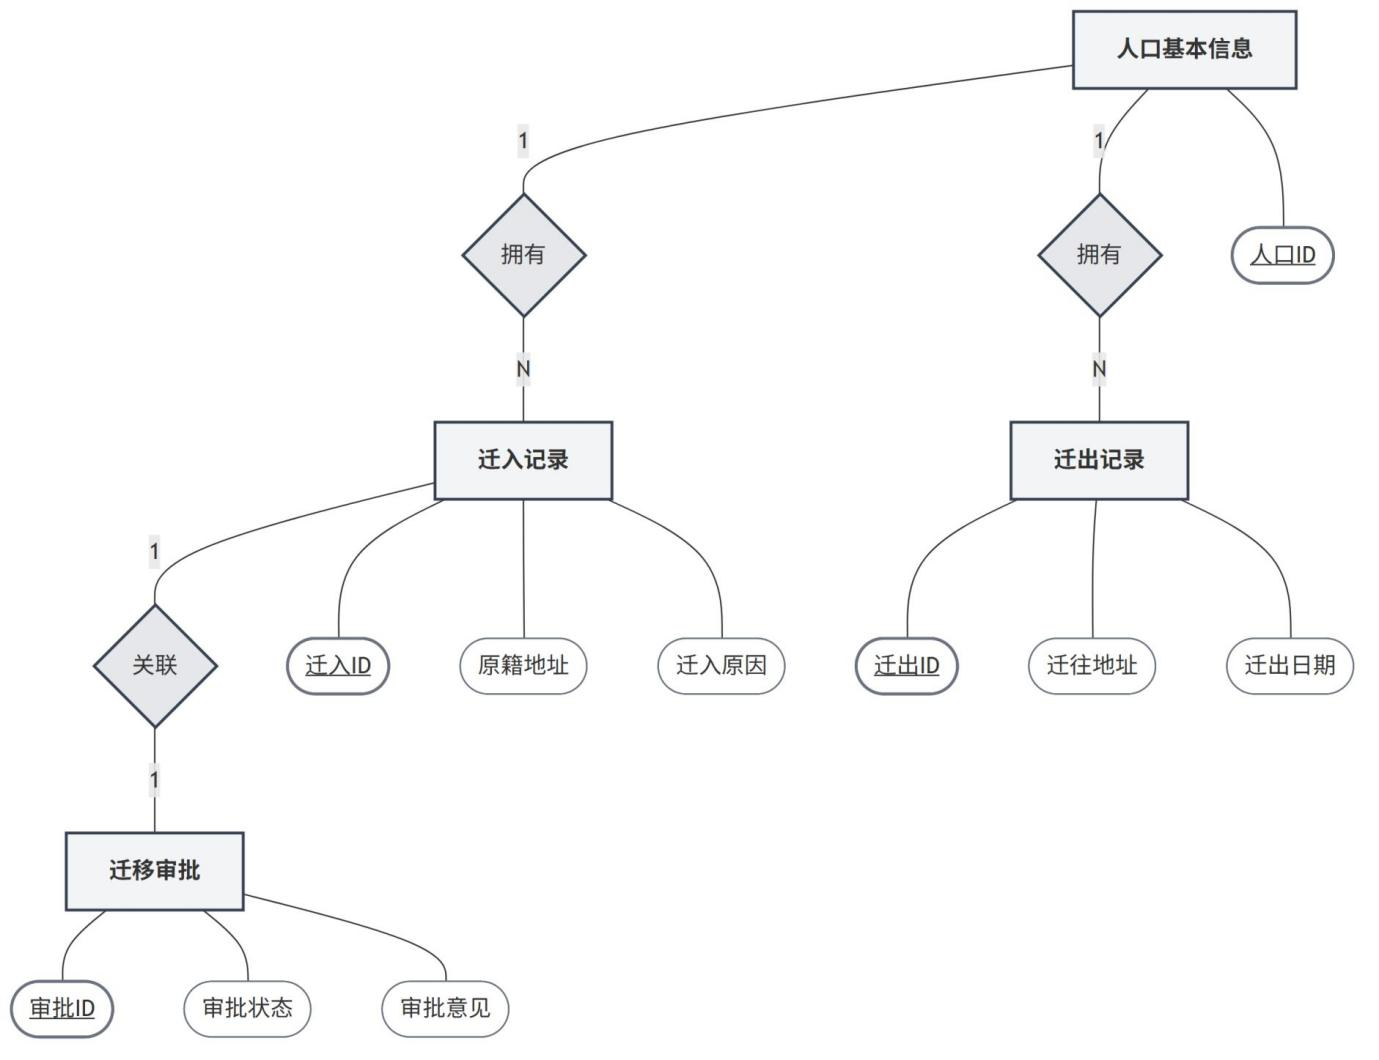 人口基本信息
1
1
拥有
拥有
人口ID
N
N
迁入记录
迁出记录
1
关联
迁入ID
原籍地址
迁入原因
迁出ID
迁往地址
迁出日期
1
迁移审批
审批ID
审批状态
审批意见